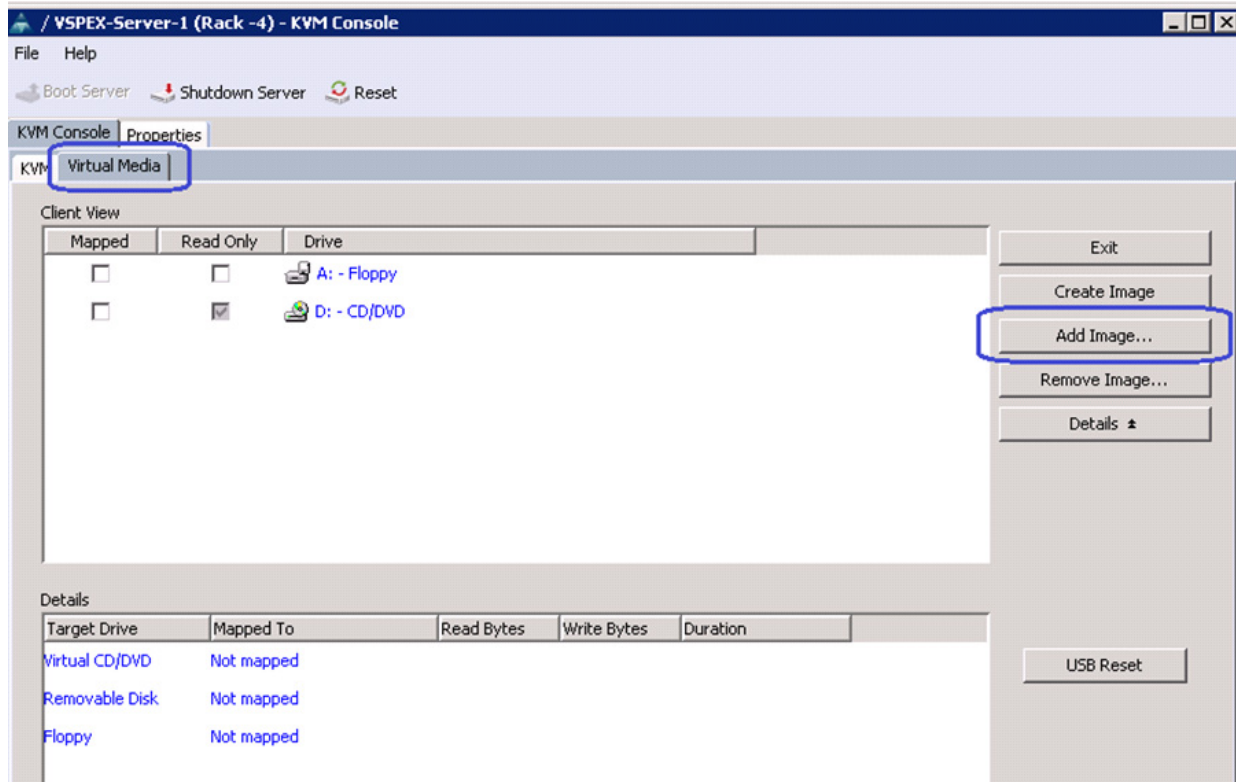 / VSPEX-Server-1 (Rack -4) - KVM Console
File Help
Boot Server Shutdown Server Reset
KVM Console Properties
KVM Virtual Media
Client View
Mapped Read Only Drive
A: - Floppy
D: - CD/DVD
Exit
Create Image
Add Image...
Remove Image...
Details
Details
Target Drive Mapped To Read Bytes Write Bytes Duration
Virtual CD/DVD Not mapped
Removable Disk Not mapped
Floppy Not mapped
USB Reset